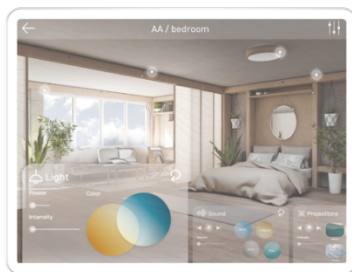 AA / bedroom
Light
Power
Color
Intensity
Sound
Projections